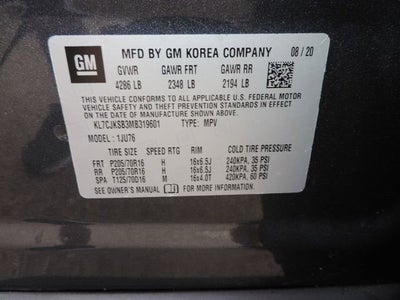 GM
MFD BY GM KOREA COMPANY 08 / 20
GVWR GAWR FRT GAWR RR
4286 LB 2348 LB 2194 LB
THIS VEHICLE CONFORMS TO ALL APPLICABLE U.S. FEDERAL
MOTOR VEHICLE SAFETY, BUMPER, AND THEFT PREVENTION
STANDARDS IN EFFECT ON THE
DATE OF MANUFACTURE SHOWN ABOVE.
KL7CJKSB3MB319601 TYPE: MPV
MODEL: 1JU76
TIRE SIZE SPEED RTG RIM COLD TIRE PRESSURE
FRT P205/70R16 H 16x6.5J 240KPA, 35 PSI
RR P205/70R16 H 16x6.5J 240KPA, 35 PSI
SPA T125/70D16 M 16x4.0T 420KPA, 60 PSI
SEE OWNER'S MANUAL FOR MORE INFORMATION.